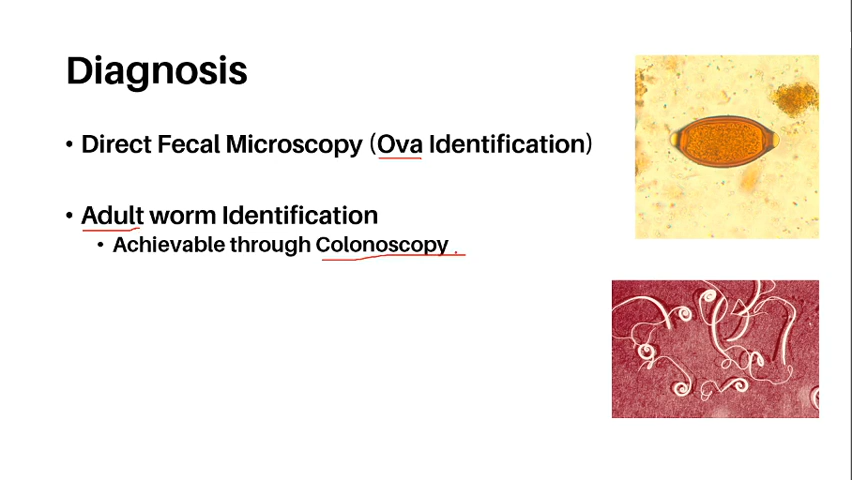 Diagnosis
• Direct Fecal Microscopy (Ova Identification)
• Adult worm Identification
• Achievable through Colonoscopy .